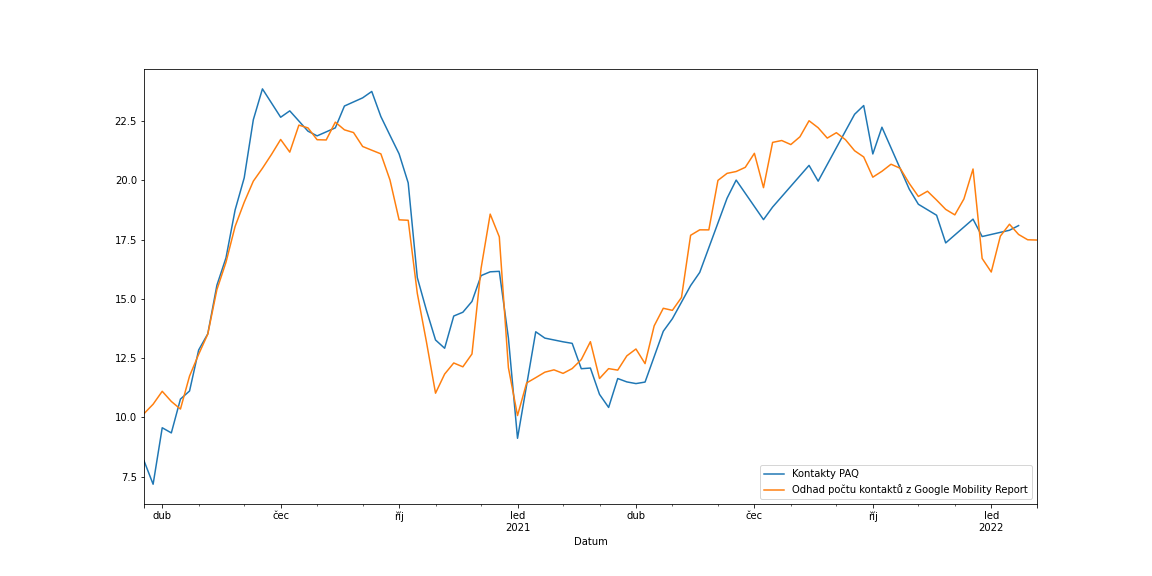 22.5
20.0
17.5
15.0
12.5
10.0
7.5
dub
čec
říj
led
2021
dub
čec
říj
led
2022
Datum
Kontakty PAQ
Odhad počtu kontaktů z Google Mobility Report